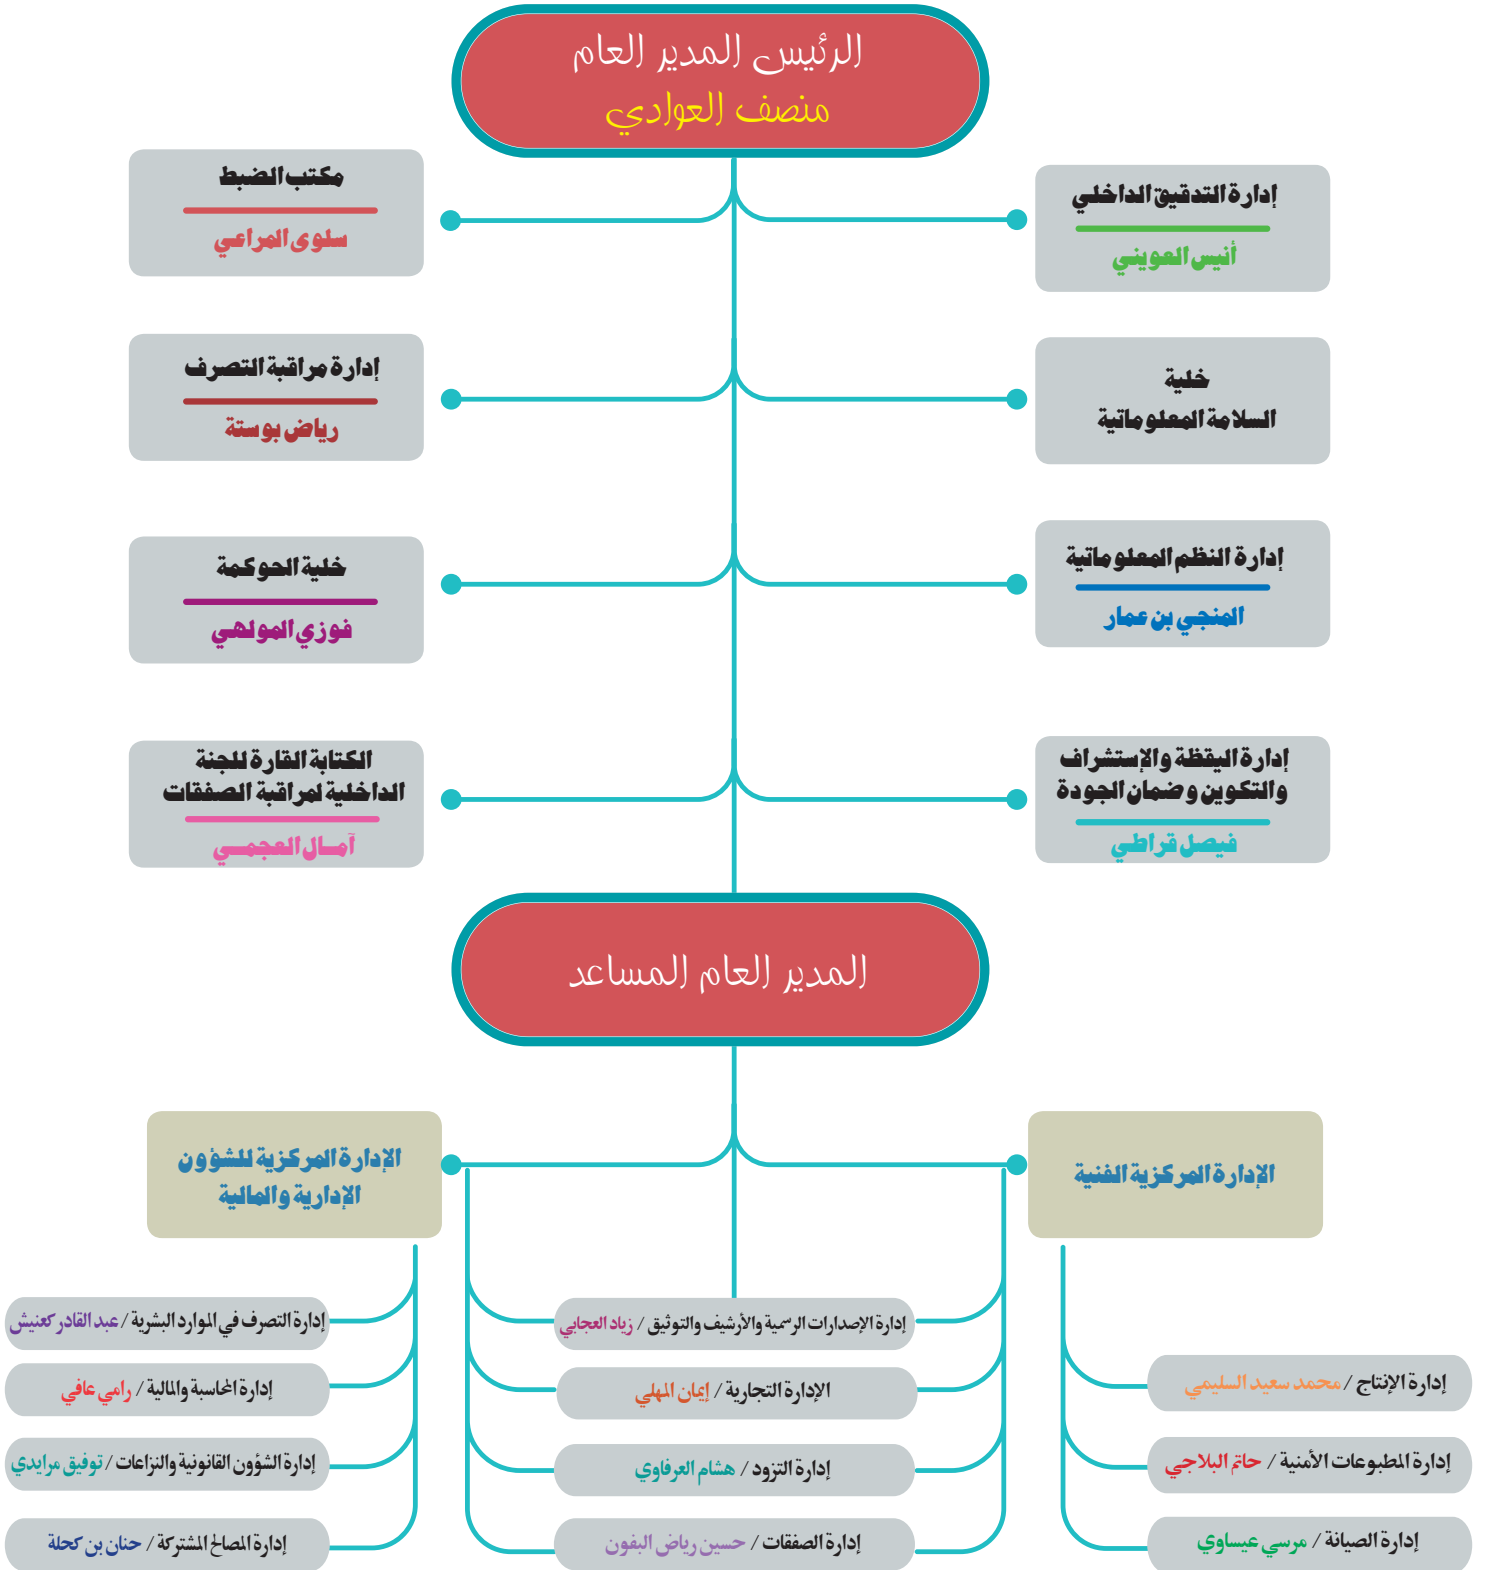 الرئيس المدير العام
منصف العوادي
إدارة التدقيق الداخلي
أنيس العويني
مكتب الضبط
سلوى المراعي
خلية
السلامة المعلوماتية
إدارة مراقبة التصرف
رياض بوستة
إدارة النظم المعلوماتية
المنجي بن عمار
خلية الحوكمة
فوزي المولهي
إدارة اليقظة والإستشراف
والتكوين وضمان الجودة
فيصل قراطي
الكتابة القارة للجنة
الداخلية لمراقبة الصفقات
آمـال العجمـي
المدير العام المساعد
الإدارة المركزية الفنية
الإدارة المركزية للشؤون
الإدارية والمالية
إدارة الإنتاج / محمد سعيد السليمي
إدارة المطبوعات الأمنية / حاتم البلاجي
إدارة الصيانة / مرسي عيساوي
إدارة الإصدارات الرسمية والأرشيف والتوثيق / زياد العجابي
الإدارة التجارية / إيمان المهلي
إدارة التزود / هشام العرفاوي
إدارة الصفقات / حسين رياض البفون
إدارة التصرف في الموارد البشرية / عبد القادر كعنيش
إدارة المحاسبة والمالية / رامي عافي
إدارة الشؤون القانونية والنزاعات / توفيق مرايدي
إدارة المصالح المشتركة / حنان بن كحلة